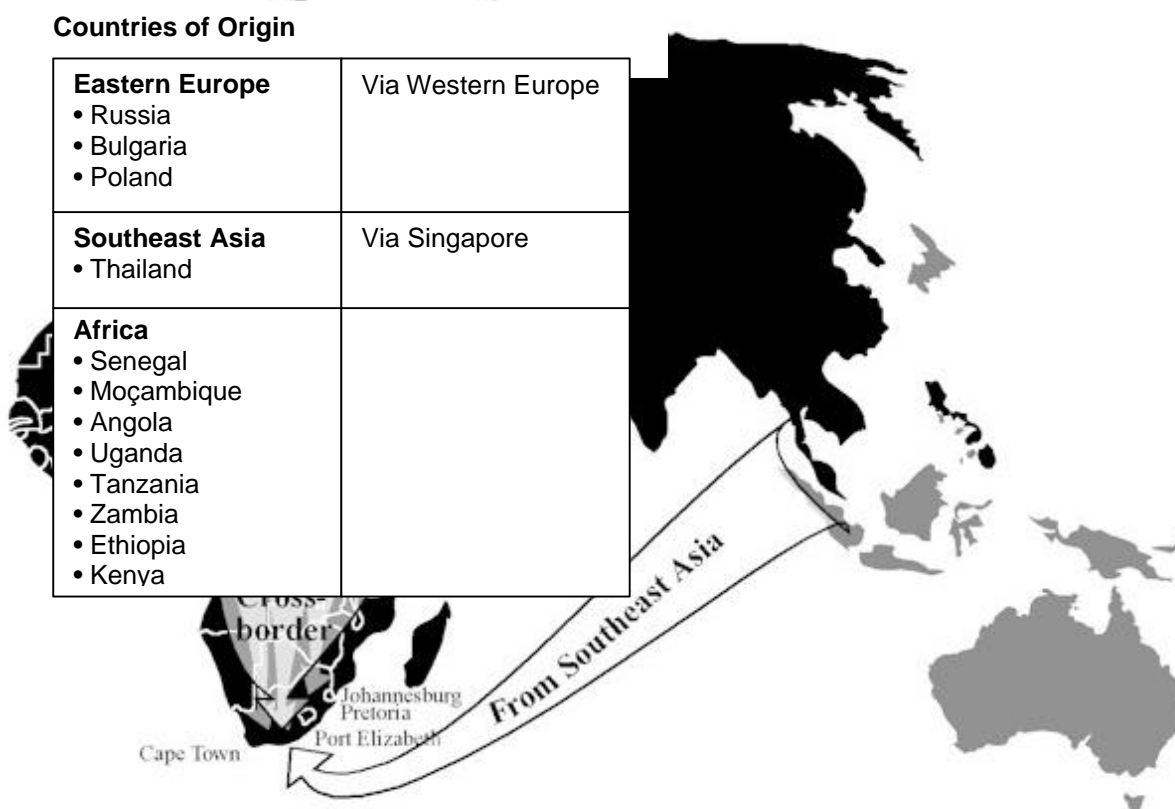 Countries of Origin
Eastern Europe
• Russia
• Bulgaria
• Poland
Via Western Europe
Southeast Asia
• Thailand
Via Singapore
Africa
• Senegal
• Moçambique
• Angola
• Uganda
• Tanzania
• Zambia
• Ethiopia
• Kenya
Cross-
border
From Southeast Asia
Johannesburg
Pretoria
Port Elizabeth
Cape Town